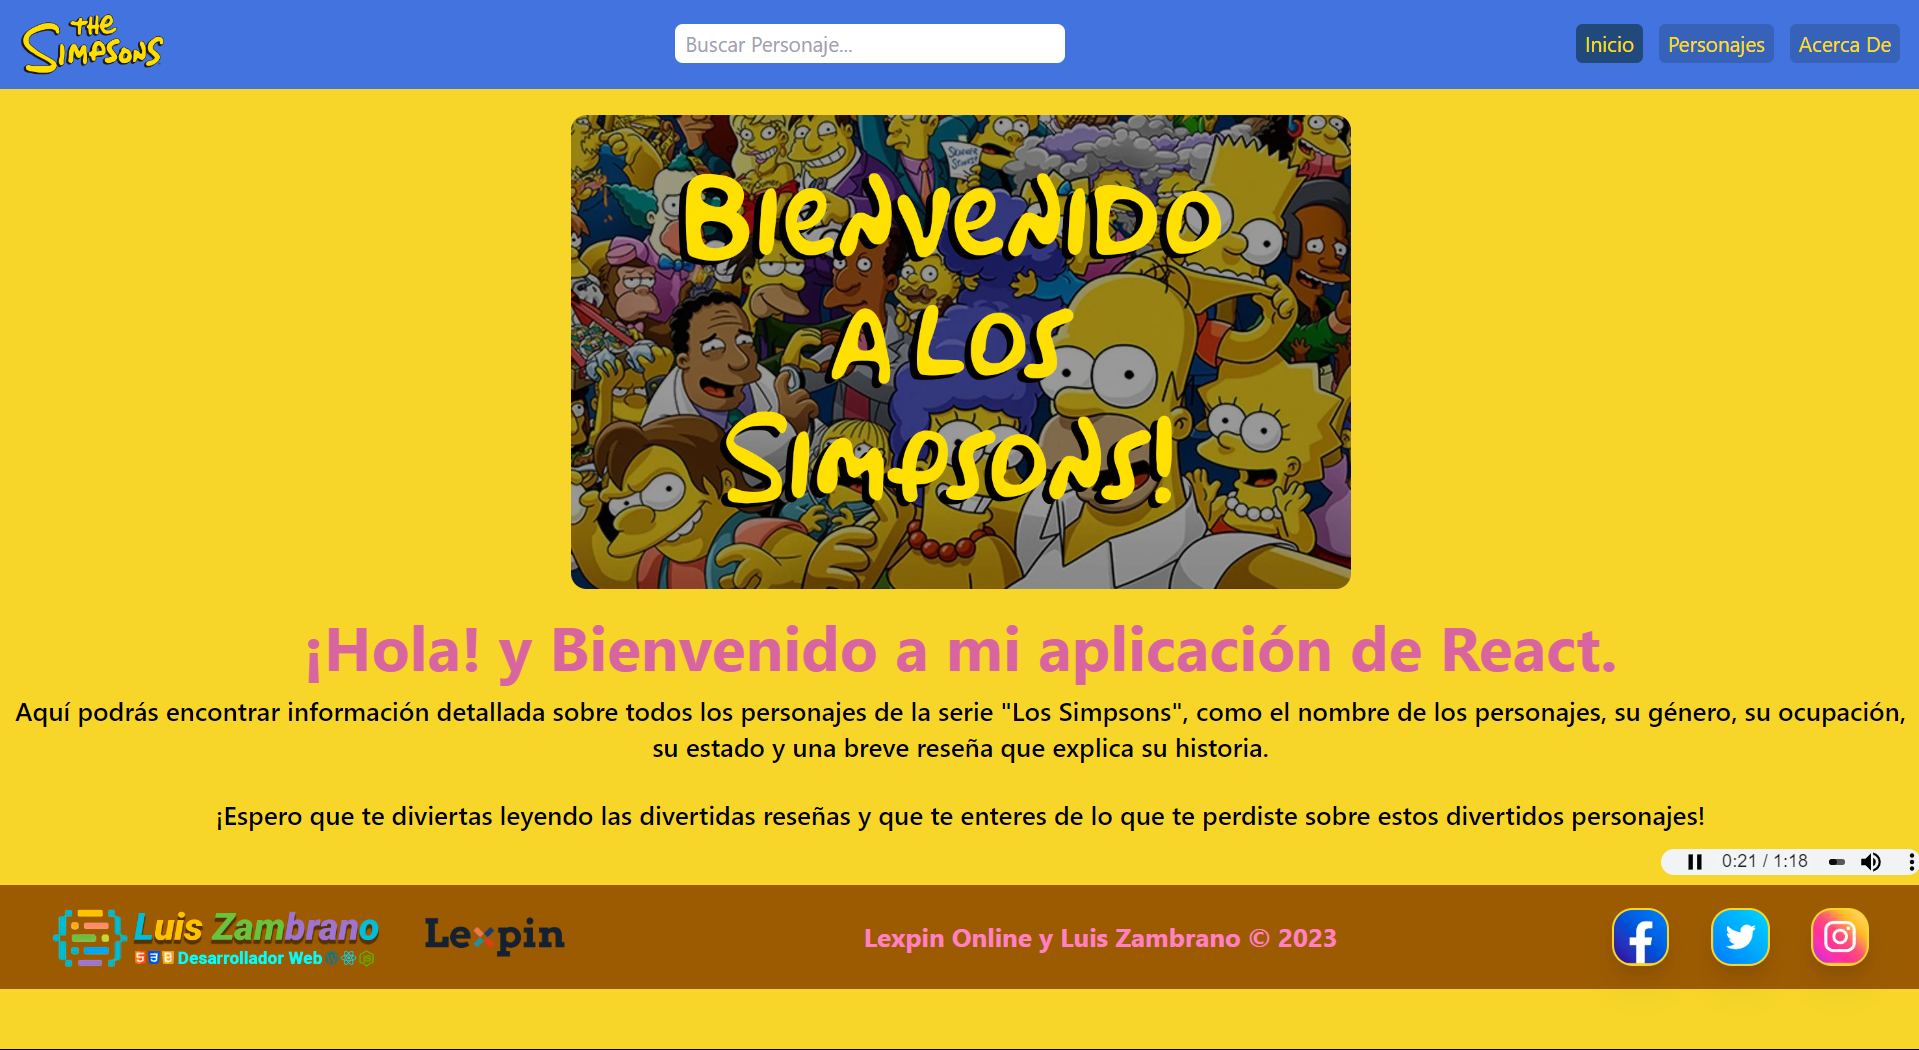 THE
SIMPSONS
Buscar Personaje...
Inicio
Personajes
Acerca De
Bienvenido
a Los
Simpsons!
¡Hola! y Bienvenido a mi aplicación de React.
Aquí podrás encontrar información detallada sobre todos los personajes de la serie "Los Simpsons", como el nombre de los personajes, su género, su ocupación,
su estado y una breve reseña que explica su historia.
¡Espero que te diviertas leyendo las divertidas reseñas y que te enteres de lo que te perdiste sobre estos divertidos personajes!
0:21 / 1:18
Luis Zambrano
Desarrollador Web
Lexpin
Lexpin Online y Luis Zambrano © 2023